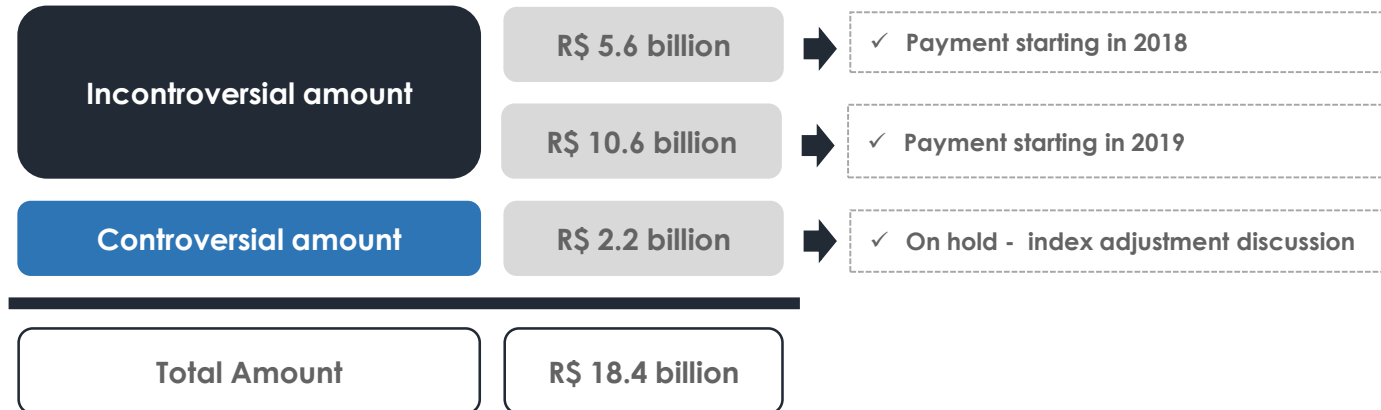 Incontroversial amount
R$ 5.6 billion
✓ Payment starting in 2018
R$ 10.6 billion
✓ Payment starting in 2019
Controversial amount
R$ 2.2 billion
✓ On hold - index adjustment discussion
Total Amount
R$ 18.4 billion